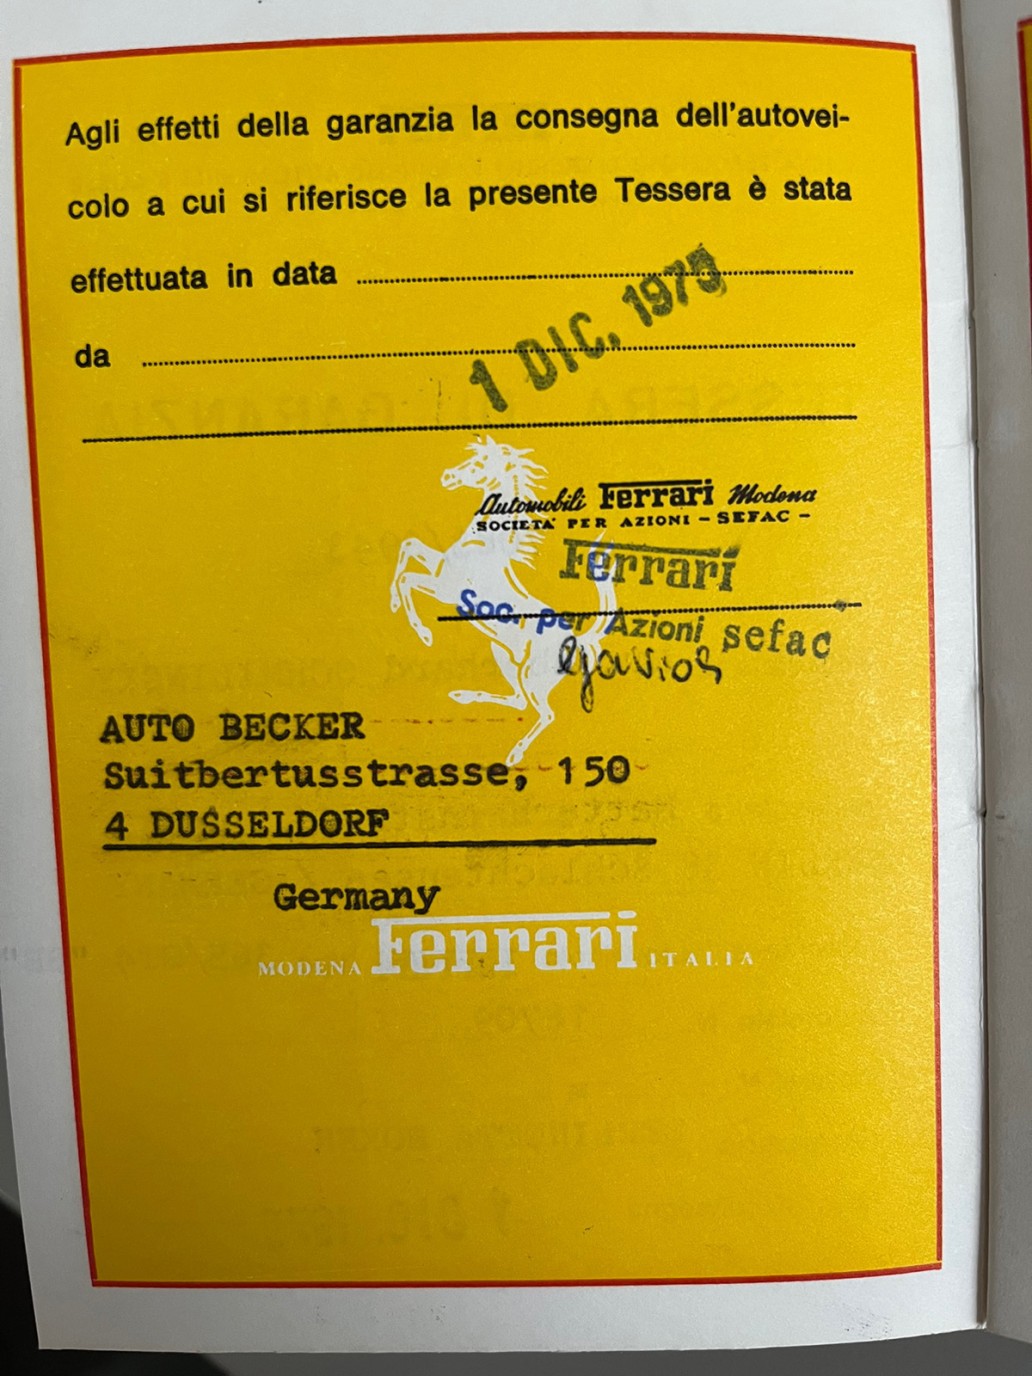 Agli effetti della garanzia la consegna dell'autovei-
colo a cui si riferisce la presente Tessera è stata
effettuata in data
da
1 DIC. 1975
Automobili Ferrari Modena
SOCIETA' PER AZIONI - SEFAC -
Ferrari
Soc. per Azioni sefac
AUTO BECKER
Suitbertusstrasse, 150
4 DUSSELDORF
Germany
MODENA Ferrari ITALIA